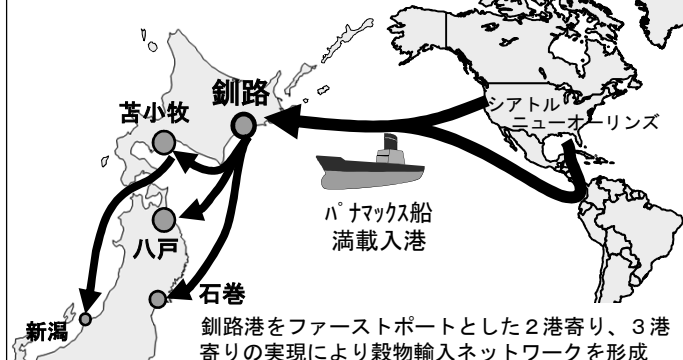 釧路
苫小牧
シアトル
ニューオーリンズ
パナマックス船
満載入港
八戸
石巻
新潟
釧路港をファーストポートとした２港寄り、３港
寄りの実現により穀物輸入ネットワークを形成